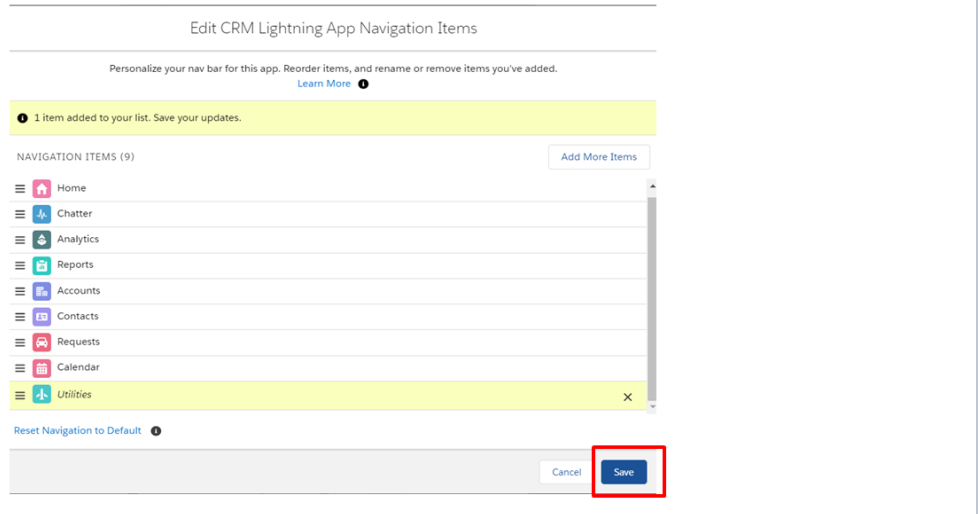 Edit CRM Lightning App Navigation Items
Personalize your nav bar for this app. Reorder items, and rename or remove items you've added.
Learn More
1 item added to your list. Save your updates.
NAVIGATION ITEMS (9)
Add More Items
Home
Chatter
Analytics
Reports
Accounts
Contacts
Requests
Calendar
Utilities
Reset Navigation to Default
Cancel
Save